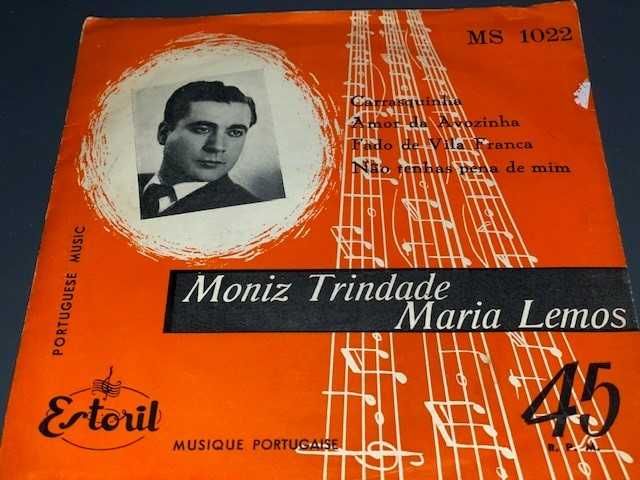 MS 1022
Carrasquinha
Amor da Avozinha
Fado de Vila Franca
Não tenhas pena de mim
PORTUGUESE MUSIC
Moniz Trindade
Maria Lemos
Estoril
MUSIQUE PORTUGAISE
45
R. P. M.